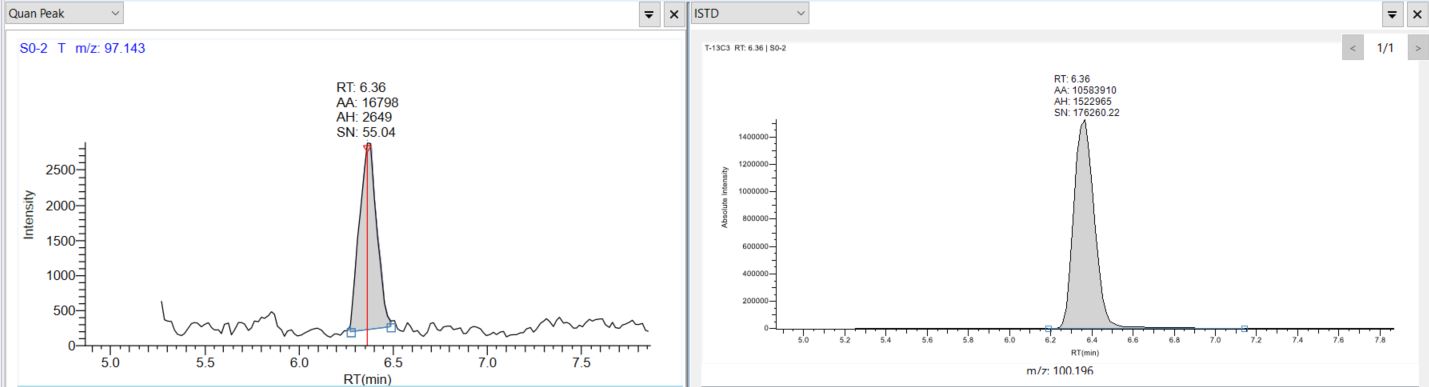 Quan Peak
S0-2 T m/z: 97.143
RT: 6.36
AA: 16798
AH: 2649
SN: 55.04
Intensity
2500
2000
1500
1000
500
0
5.0 5.5 6.0 6.5 7.0 7.5
RT(min)
ISTD
T-13C3 RT: 6.36 | S0-2
< 1/1 >
RT: 6.36
AA: 10583910
AH: 1522965
SN: 176260.22
Absolute Intensity
1400000
1200000
1000000
800000
600000
400000
200000
0
5.0 5.2 5.4 5.6 5.8 6.0 6.2 6.4 6.6 6.8 7.0 7.2 7.4 7.6 7.8
RT(min)
m/z: 100.196